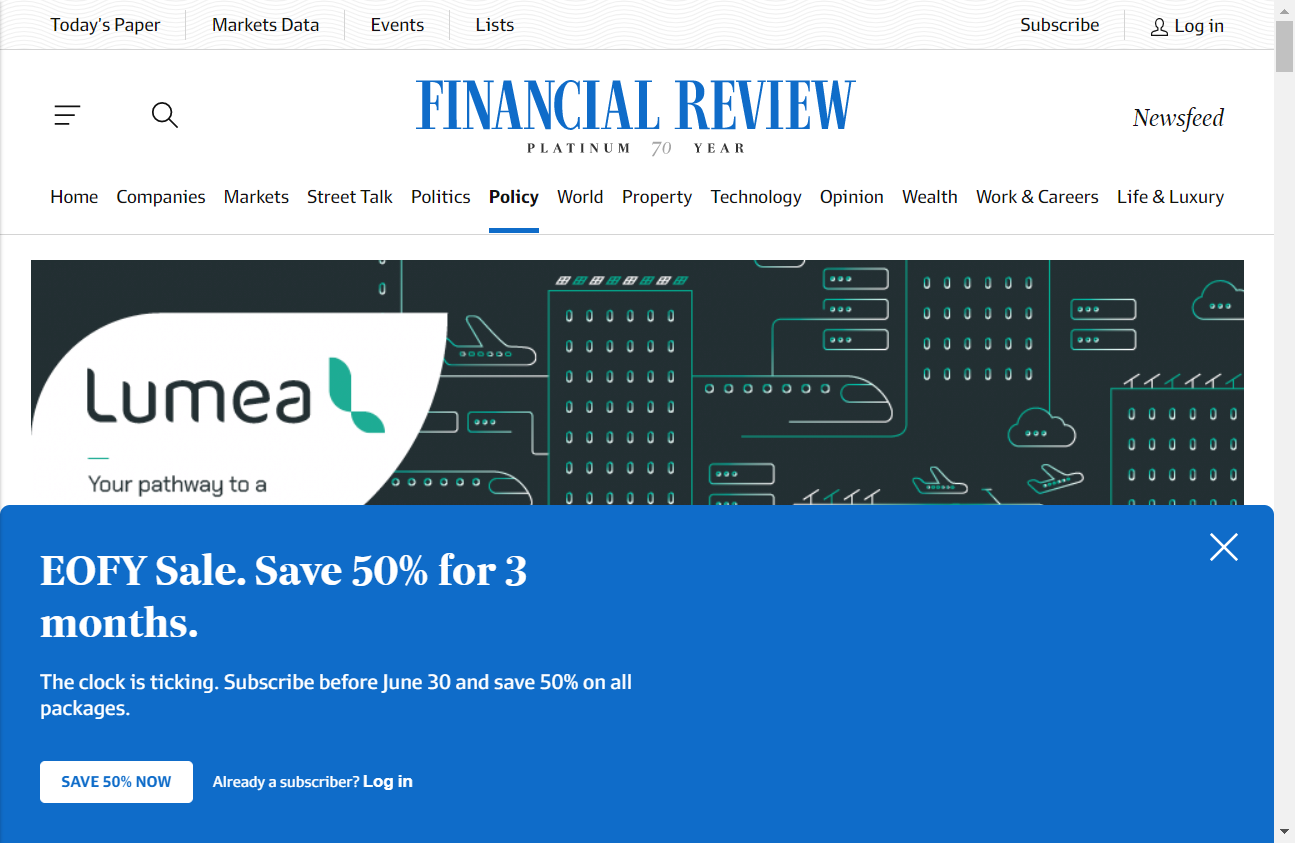 Today's Paper Markets Data Events Lists Subscribe Log in
FINANCIAL REVIEW
PLATINUM 70 YEAR
Newsfeed
Home Companies Markets Street Talk Politics Policy World Property Technology Opinion Wealth Work & Careers Life & Luxury
Lumea
Your pathway to a
EOFY Sale. Save 50% for 3
months.
The clock is ticking. Subscribe before June 30 and save 50% on all
packages.
SAVE 50% NOW Already a subscriber? Log in